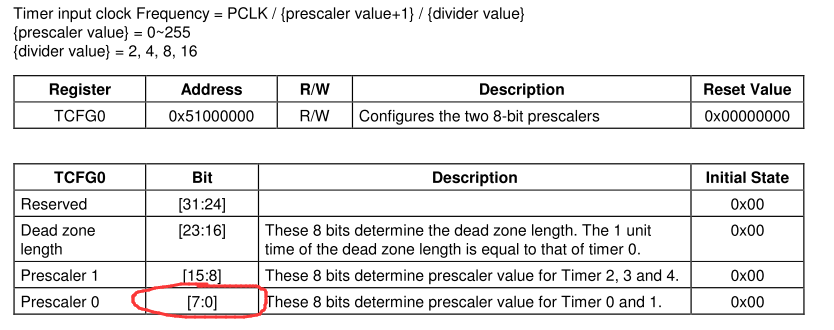 Timer input clock Frequency = PCLK / {prescaler value+1} / {divider value}
{prescaler value} = 0~255
{divider value} = 2, 4, 8, 16
Register Address R/W Description Reset Value
TCFG0 0x51000000 R/W Configures the two 8-bit prescalers 0x00000000
TCFG0 Bit Description Initial State
Reserved [31:24] 0x00
Dead zone length [23:16] These 8 bits determine the dead zone length. The 1 unit 0x00
time of the dead zone length is equal to that of timer 0.
Prescaler 1 [15:8] These 8 bits determine prescaler value for Timer 2, 3 and 4. 0x00
Prescaler 0 [7:0] These 8 bits determine prescaler value for Timer 0 and 1. 0x00